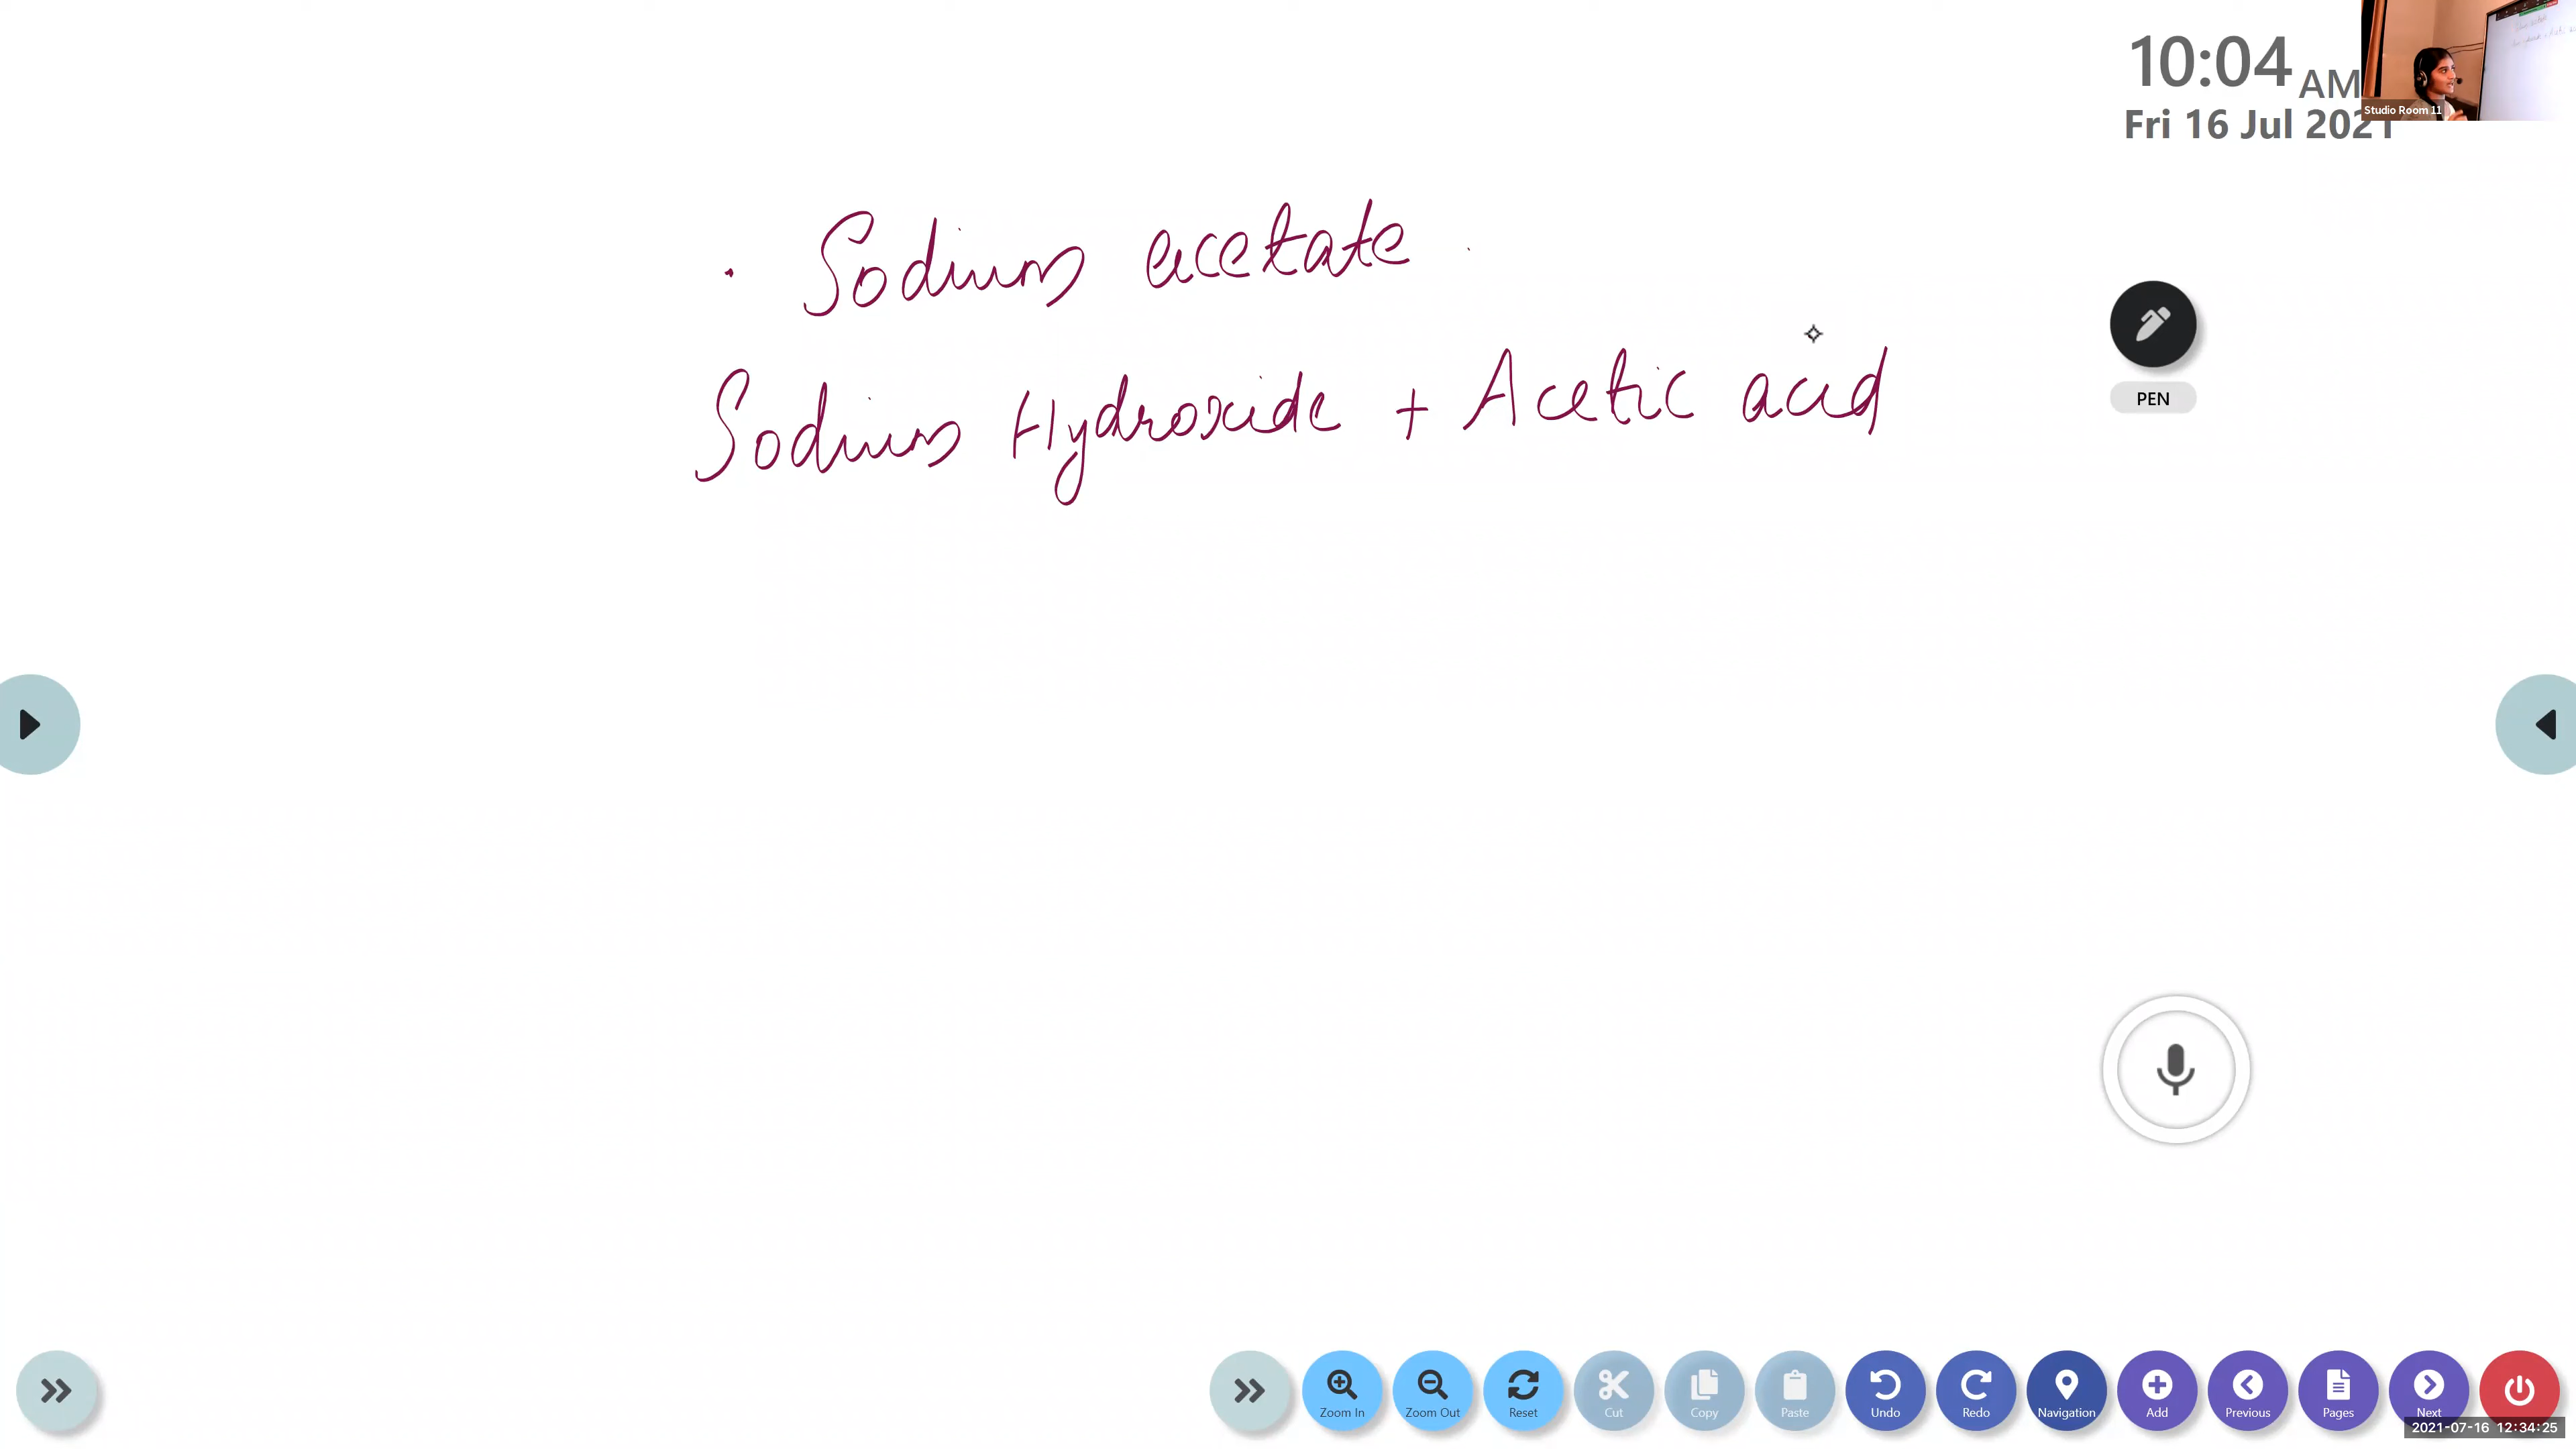 10:04 AM
Fri 16 Jul 2021
Studio Room 11
Sodium acetate
Sodium Hydroxide + Acetic acid
PEN
Zoom In
Zoom Out
Reset
Cut
Copy
Paste
Undo
Redo
Navigation
Add
Previous
Pages
Next
2021-07-16 12:34:25